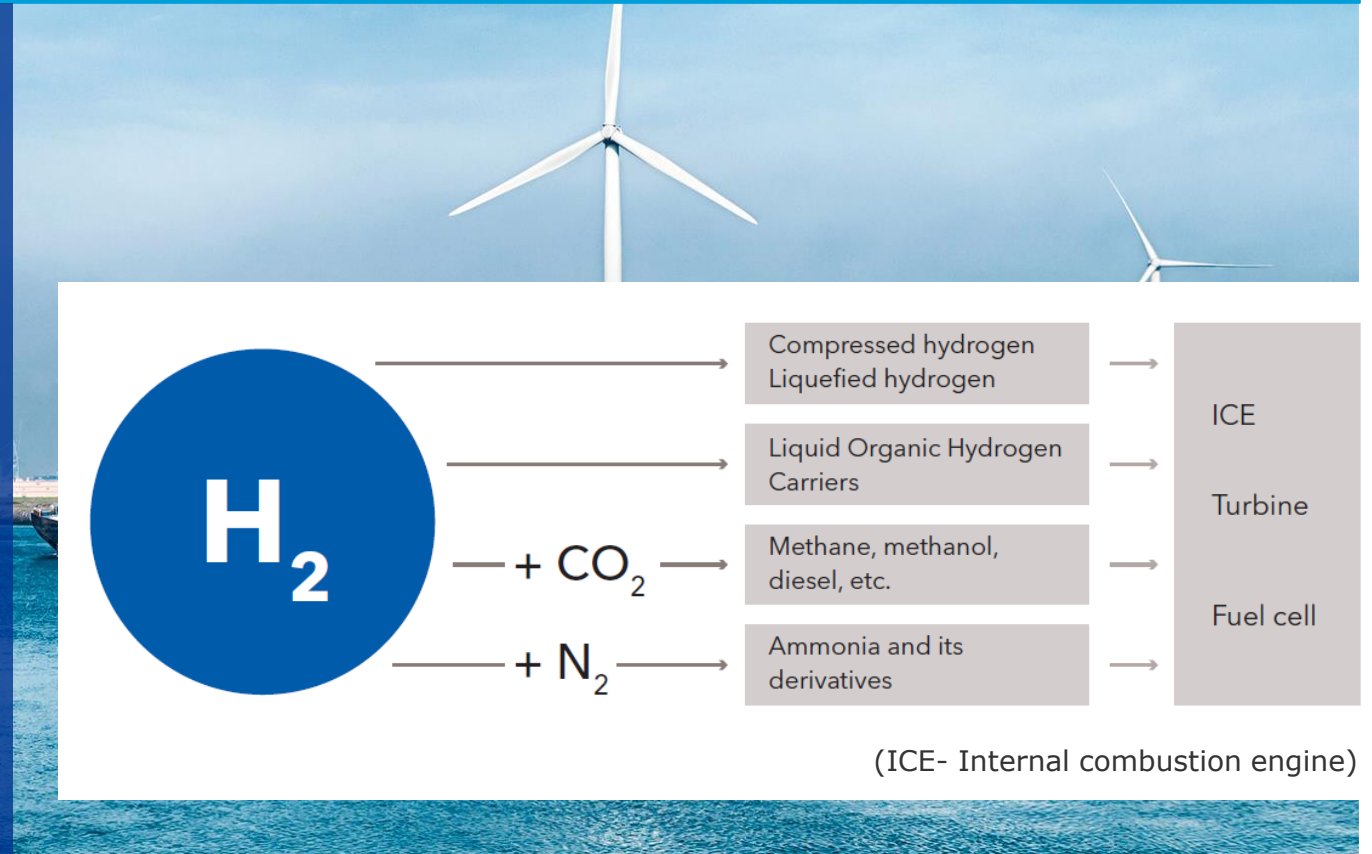 H2
+ CO2
+ N2
Compressed hydrogen
Liquefied hydrogen
Liquid Organic Hydrogen
Carriers
Methane, methanol,
diesel, etc.
Ammonia and its
derivatives
ICE
Turbine
Fuel cell
(ICE- Internal combustion engine)